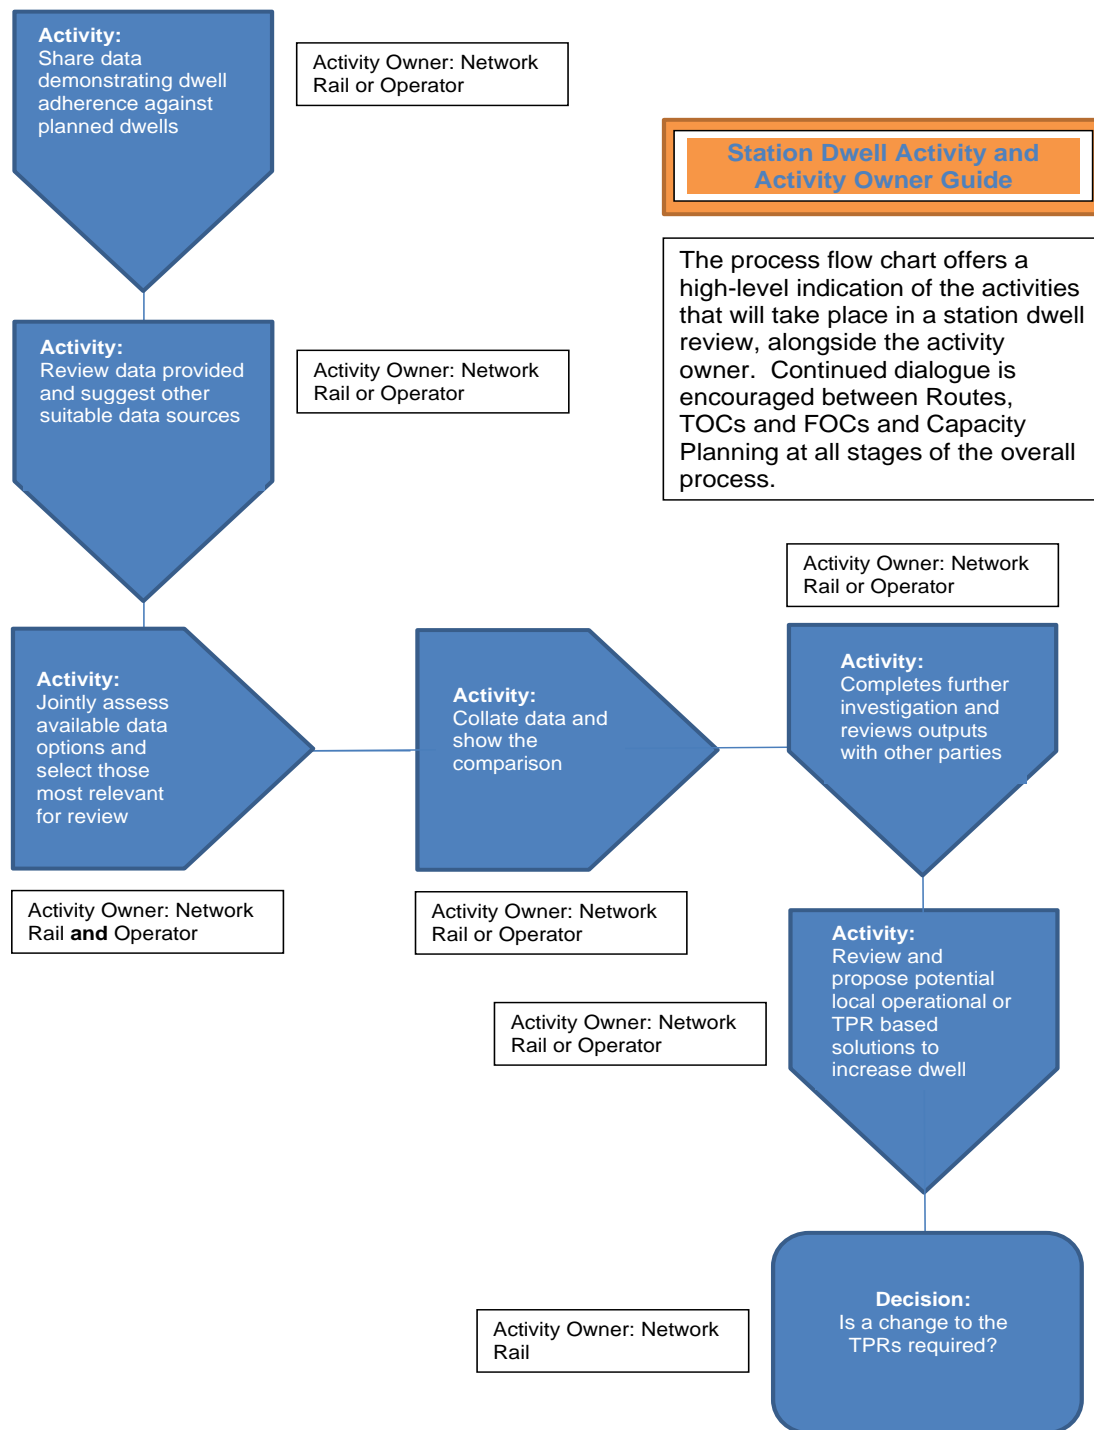 Activity:
Share data
demonstrating dwell
adherence against
planned dwells
Activity Owner: Network
Rail or Operator
Station Dwell Activity and
Activity Owner Guide
The process flow chart offers a
high-level indication of the activities
that will take place in a station dwell
review, alongside the activity
owner.  Continued dialogue is
encouraged between Routes,
TOCs and FOCs and Capacity
Planning at all stages of the overall
process.
Activity:
Review data provided
and suggest other
suitable data sources
Activity Owner: Network
Rail or Operator
Activity:
Jointly assess
available data
options and
select those
most relevant
for review
Activity Owner: Network
Rail and Operator
Activity:
Collate data and
show the
comparison
Activity Owner: Network
Rail or Operator
Activity Owner: Network
Rail or Operator
Activity:
Completes further
investigation and
reviews outputs
with other parties
Activity:
Review and
propose potential
local operational or
TPR based
solutions to
increase dwell
Activity Owner: Network
Rail or Operator
Decision:
Is a change to the
TPRs required?
Activity Owner: Network
Rail